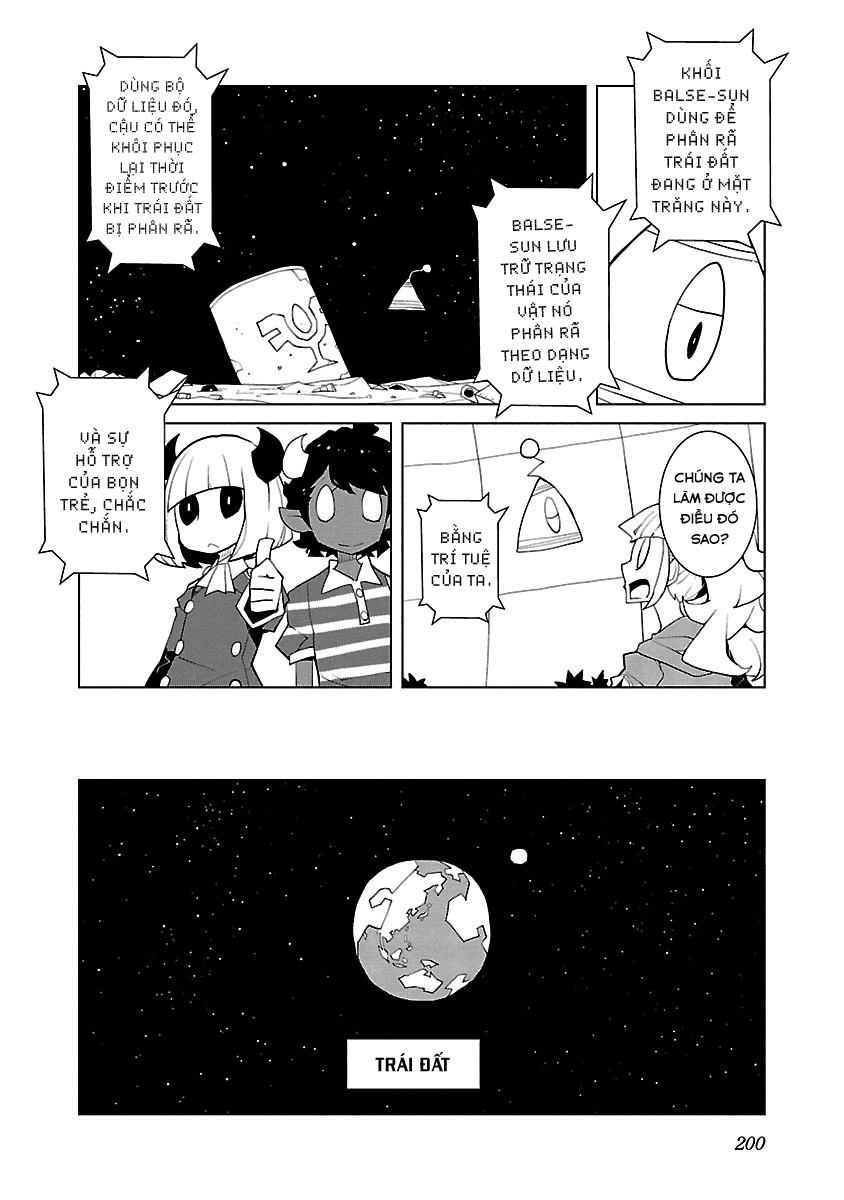 KHỐI
BALSE-SUN
DÙNG ĐỂ
PHÂN RÃ
TRÁI ĐẤT
ĐANG Ở MẶT
TRĂNG NÀY.
BALSE-
SUN LƯU
TRỮ TRẠNG
THÁI CỦA
VẬT NÓ
PHÂN RÃ
THEO DẠNG
DỮ LIỆU.
DÙNG BỘ
DỮ LIỆU ĐÓ,
CẬU CÓ THỂ
KHÔI PHỤC
LẠI THỜI
ĐIỂM TRƯỚC
KHI TRÁI ĐẤT
BỊ PHÂN RÃ.
CHÚNG TA
LÀM ĐƯỢC
ĐIỀU ĐÓ
SAO?
BẰNG
TRÍ TUỆ
CỦA TA.
VÀ SỰ
HỖ TRỢ
CỦA BỌN
TRẺ, CHẮC
CHẮN.
TRÁI ĐẤT
200